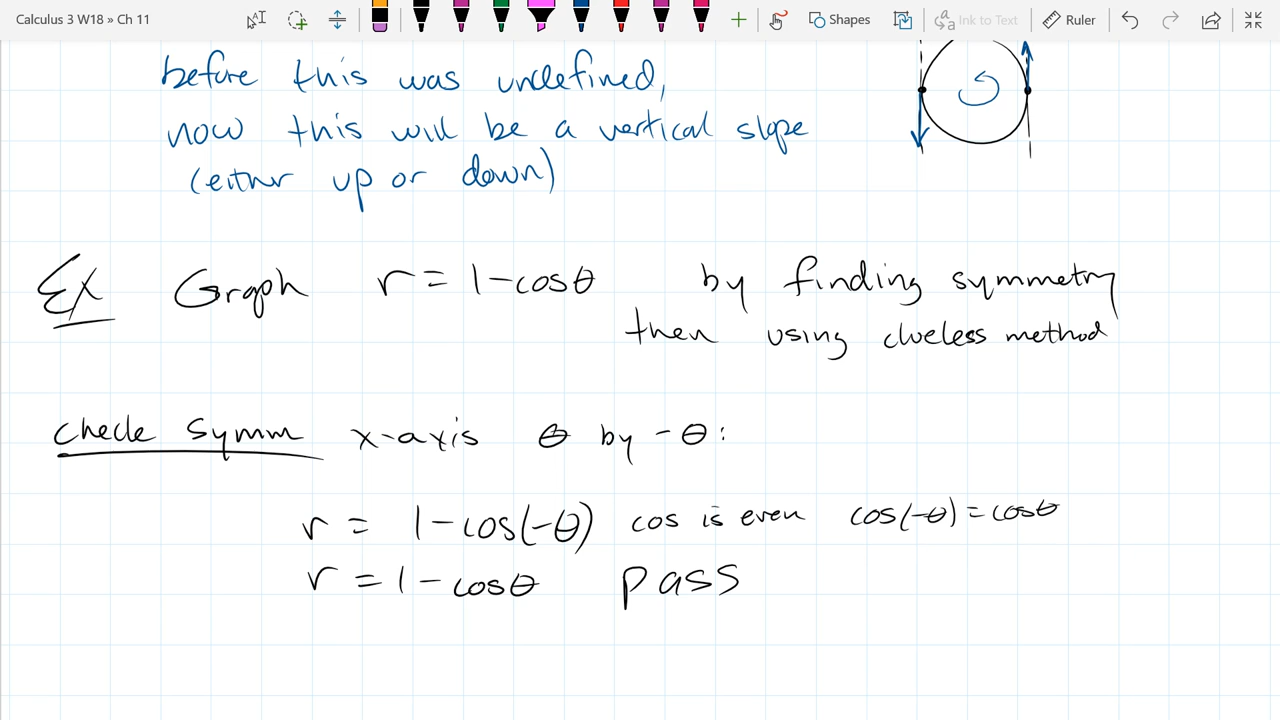 Calculus 3 W18 » Ch 11
Shapes
Link to Text
Ruler
before this was undefined,
now this will be a vertical slope
(either up or down)
Ex Graph r = 1-cosθ by finding symmetry
then using clueless method
Check Symm x-axis θ by -θ:
r = 1-cos(-θ) cos is even cos(-θ)=cosθ
r = 1-cosθ pass